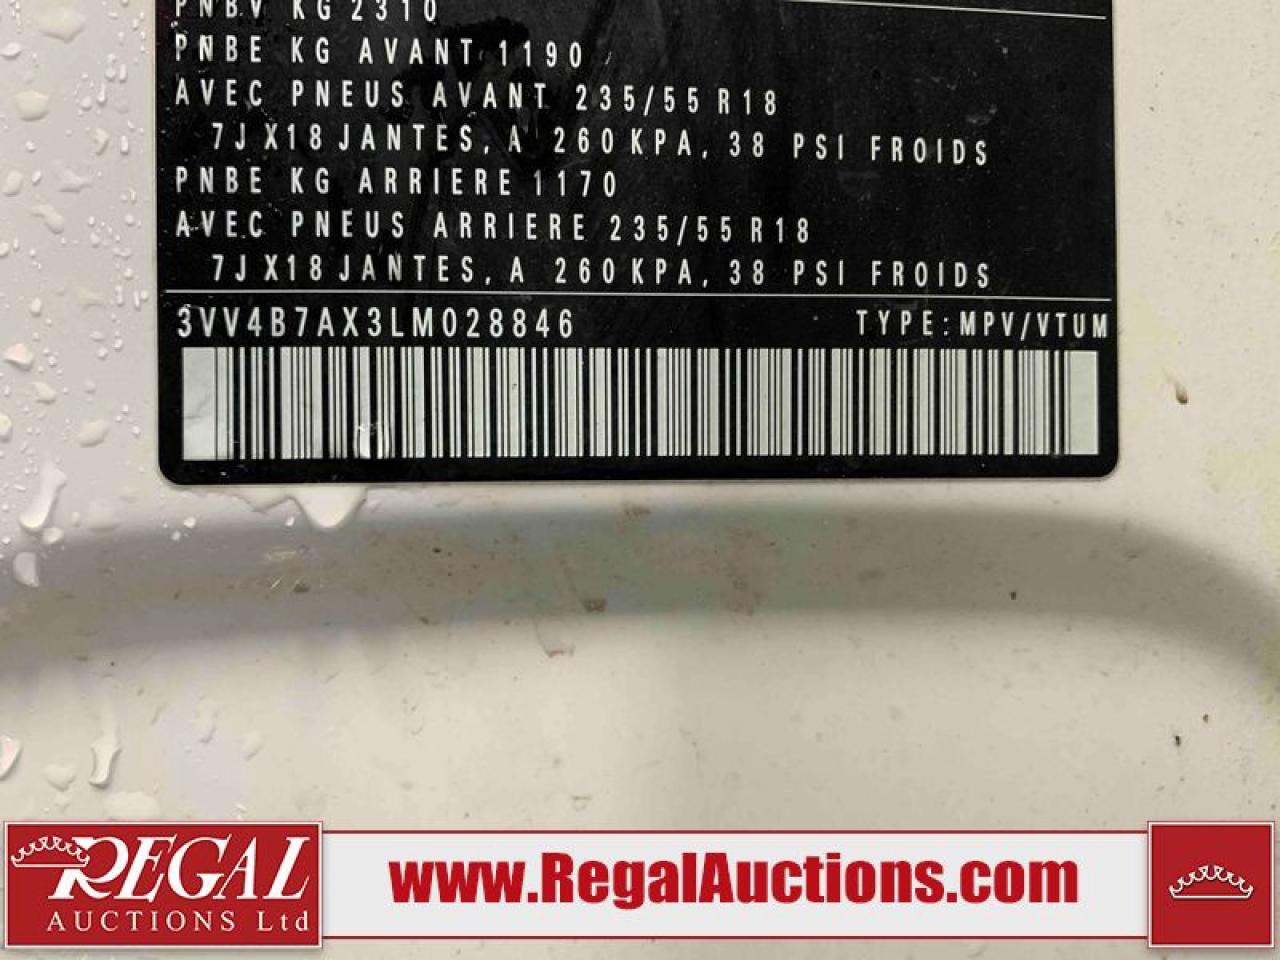 PNBV KG 2310
PNBE KG AVANT 1190
AVEC PNEUS AVANT 235/55 R18
7J X18 JANTES, A 260 KPA, 38 PSI FROIDS
PNBE KG ARRIERE 1170
AVEC PNEUS ARRIERE 235/55 R18
7J X18 JANTES, A 260 KPA, 38 PSI FROIDS
3VV4B7AX3LM028846 TYPE: MPV/VTUM
REGAL
AUCTIONS Ltd
www.RegalAuctions.com